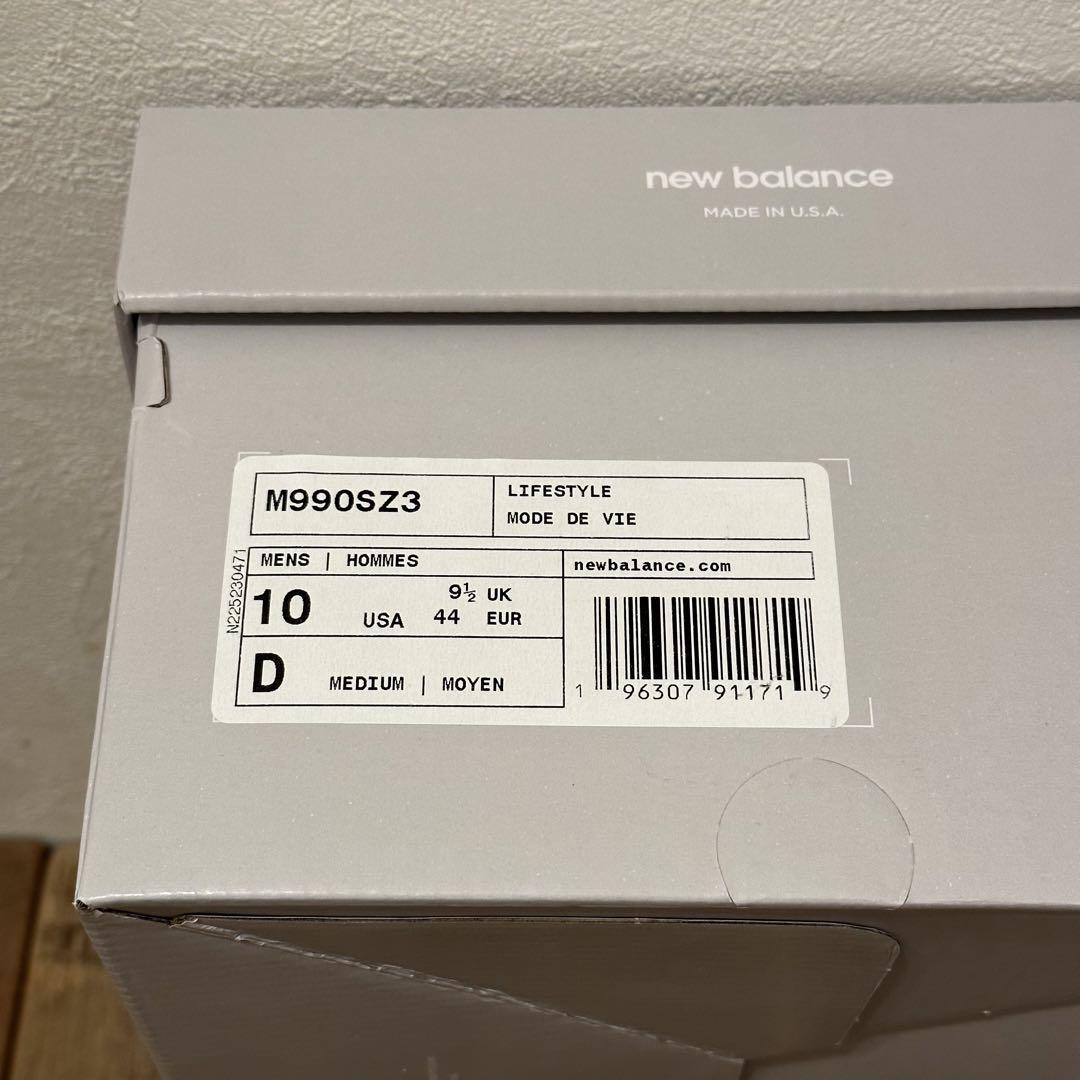 new balance
MADE IN U.S.A.
M990SZ3
LIFESTYLE
MODE DE VIE
N225230471
MENS | HOMMES
newbalance.com
10 USA 9½ UK
44 EUR
D MEDIUM | MOYEN
1 96307 91171 9